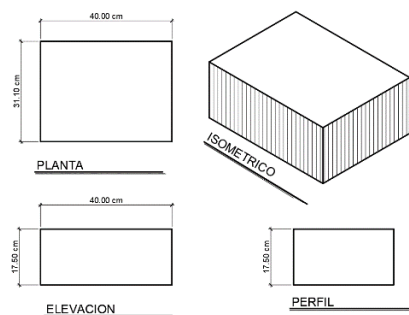 40.00 cm
31.10 cm
PLANTA
ISOMETRICO
40.00 cm
17.50 cm
ELEVACION
17.50 cm
PERFIL